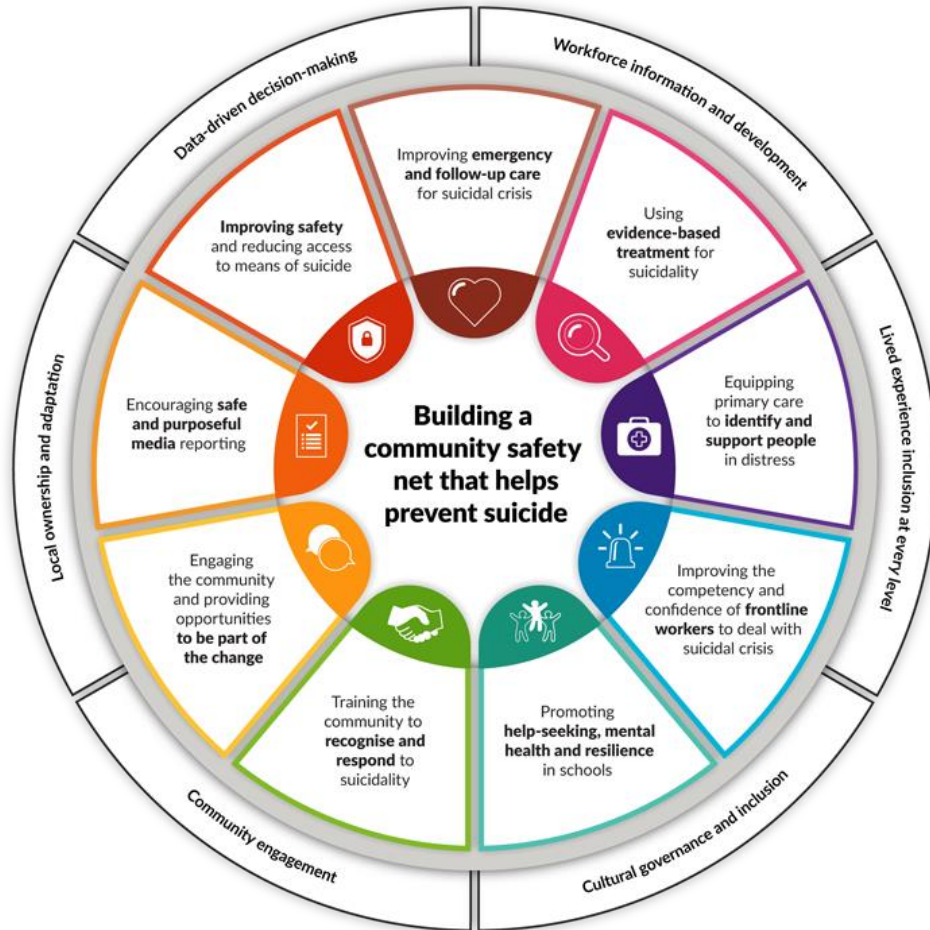 Data-driven decision-making
Workforce information and development
Lived experience inclusion at every level
Cultural governance and inclusion
Community engagement
Local ownership and adaptation
Improving emergency
and follow-up care
for suicidal crisis
Using
evidence-based
treatment for
suicidality
Equipping
primary care
to identify and
support people
in distress
Improving the
competency and
confidence of frontline
workers to deal with
suicidal crisis
Promoting
help-seeking, mental
health and resilience
in schools
Training the
community to
recognise and
respond to
suicidality
Engaging
the community
and providing
opportunities
to be part of
the change
Encouraging safe
and purposeful
media reporting
Improving safety
and reducing access
to means of suicide
Building a
community safety
net that helps
prevent suicide